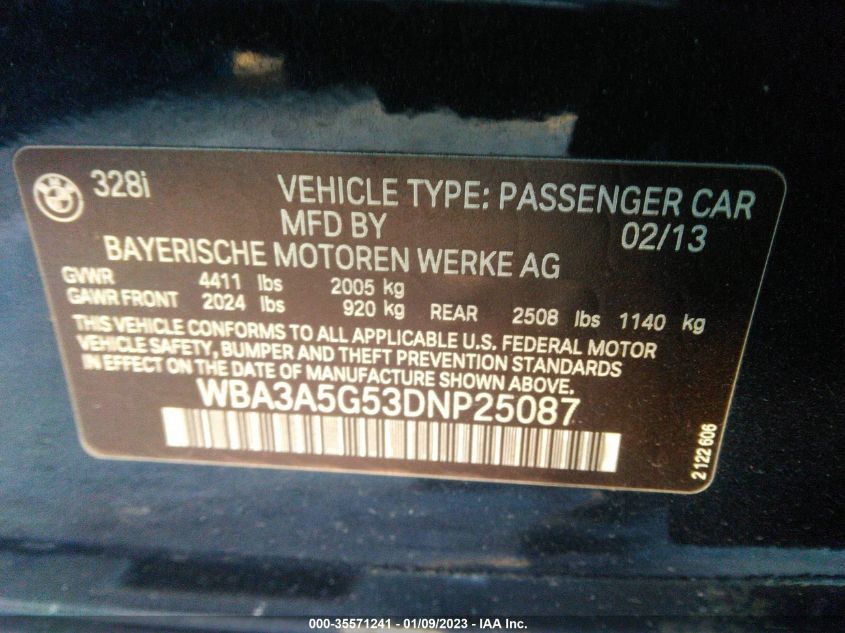 BMW
328i
VEHICLE TYPE: PASSENGER CAR
MFD BY 02/13
BAYERISCHE MOTOREN WERKE AG
GVWR 4411 lbs 2005 kg
GAWR FRONT 2024 lbs 920 kg REAR 2508 lbs 1140 kg
THIS VEHICLE CONFORMS TO ALL APPLICABLE U.S. FEDERAL MOTOR
VEHICLE SAFETY, BUMPER AND THEFT PREVENTION STANDARDS
IN EFFECT ON THE DATE OF MANUFACTURE SHOWN ABOVE.
WBA3A5G53DNP25087
2 122 606
000-35571241 - 01/09/2023 - IAA Inc.